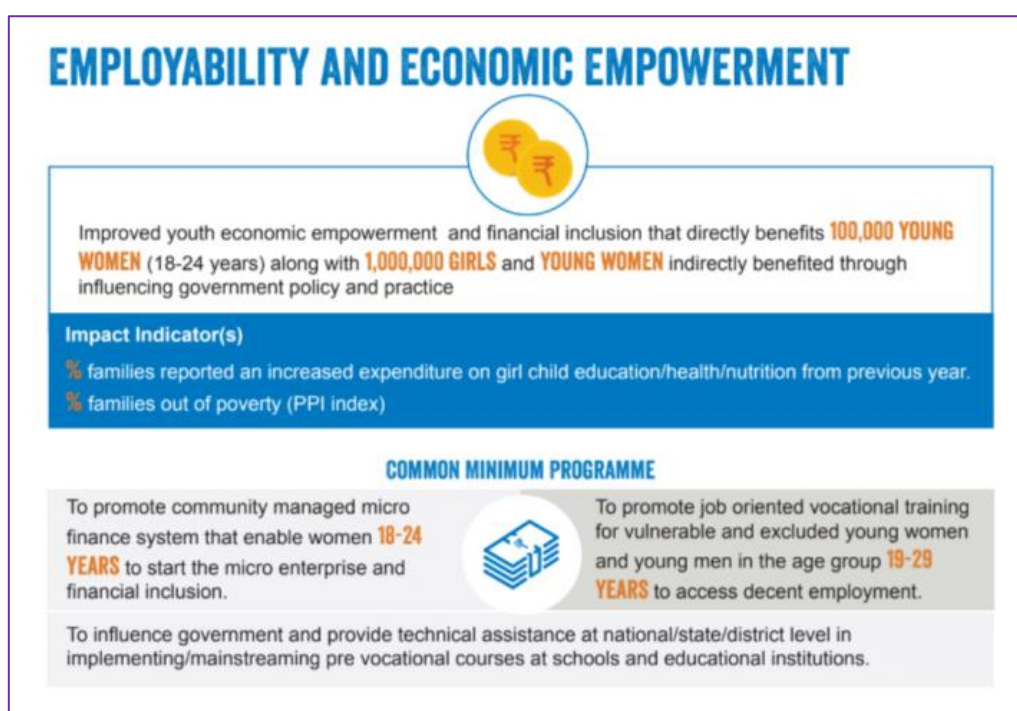 EMPLOYABILITY AND ECONOMIC EMPOWERMENT
₹
₹
Improved youth economic empowerment and financial inclusion that directly benefits 100,000 YOUNG
WOMEN (18-24 years) along with 1,000,000 GIRLS and YOUNG WOMEN indirectly benefited through
influencing government policy and practice
Impact Indicator(s)
% families reported an increased expenditure on girl child education/health/nutrition from previous year.
% families out of poverty (PPI index)
COMMON MINIMUM PROGRAMME
To promote community managed micro
finance system that enable women 18-24
YEARS to start the micro enterprise and
financial inclusion.
To promote job oriented vocational training
for vulnerable and excluded young women
and young men in the age group 19-29
YEARS to access decent employment.
To influence government and provide technical assistance at national/state/district level in
implementing/mainstreaming pre vocational courses at schools and educational institutions.